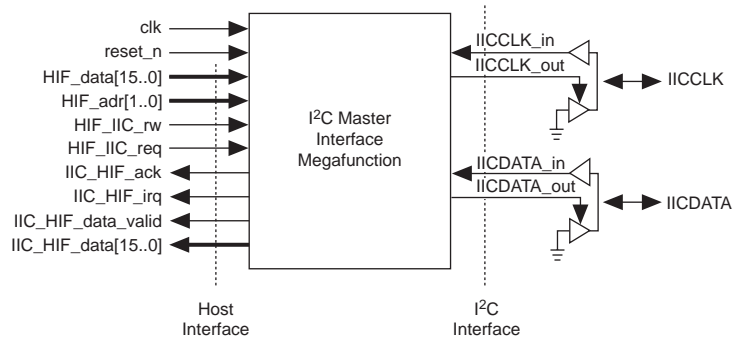 clk
reset_n
HIF_data[15..0]
HIF_adr[1..0]
HIF_IIC_rw
HIF_IIC_req
IIC_HIF_ack
IIC_HIF_irq
IIC_HIF_data_valid
IIC_HIF_data[15..0]
I²C Master
Interface
Megafunction
IICCLK_in
IICCLK_out
IICCLK
IICDATA_in
IICDATA_out
IICDATA
Host
Interface
I²C
Interface